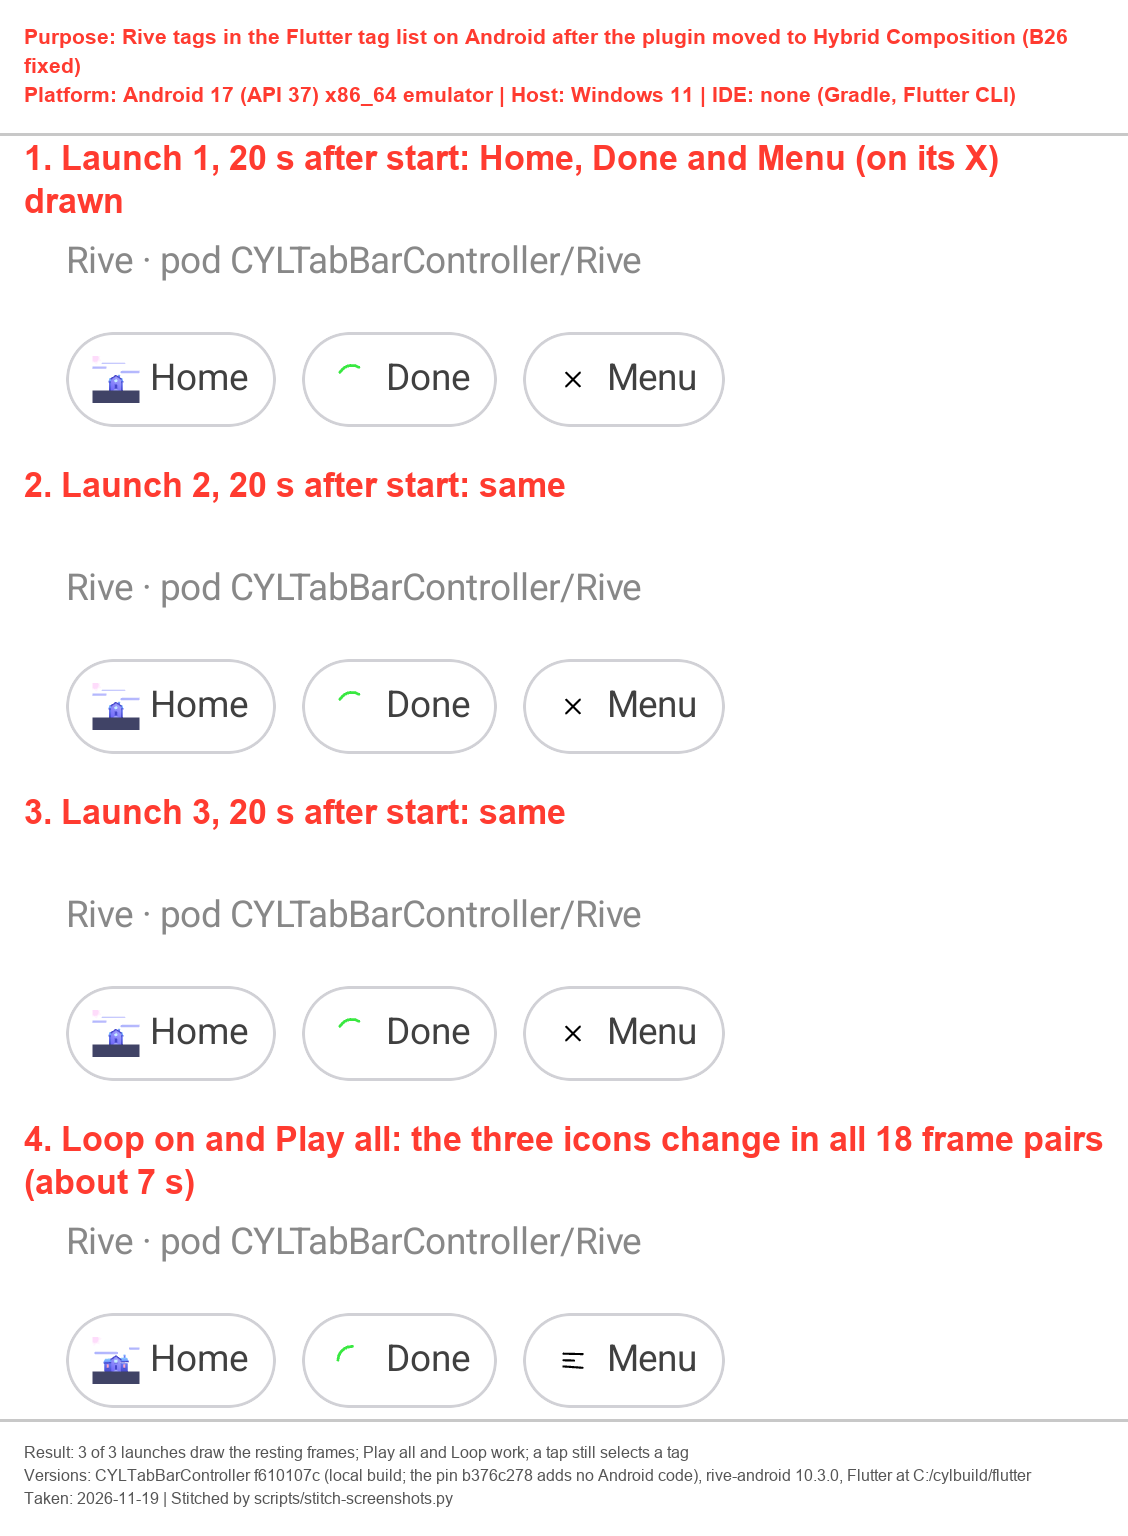 Purpose: Rive tags in the Flutter tag list on Android after the plugin moved to Hybrid Composition (B26
fixed)
Platform: Android 17 (API 37) x86_64 emulator | Host: Windows 11 | IDE: none (Gradle, Flutter CLI)
1. Launch 1, 20 s after start: Home, Done and Menu (on its X)
drawn
Rive · pod CYLTabBarController/Rive
Home Done Menu
2. Launch 2, 20 s after start: same
Rive · pod CYLTabBarController/Rive
Home Done Menu
3. Launch 3, 20 s after start: same
Rive · pod CYLTabBarController/Rive
Home Done Menu
4. Loop on and Play all: the three icons change in all 18 frame pairs
(about 7 s)
Rive · pod CYLTabBarController/Rive
Home Done Menu
Result: 3 of 3 launches draw the resting frames; Play all and Loop work; a tap still selects a tag
Versions: CYLTabBarController f610107c (local build; the pin b376c278 adds no Android code), rive-android 10.3.0, Flutter at C:/cylbuild/flutter
Taken: 2026-11-19 | Stitched by scripts/stitch-screenshots.py